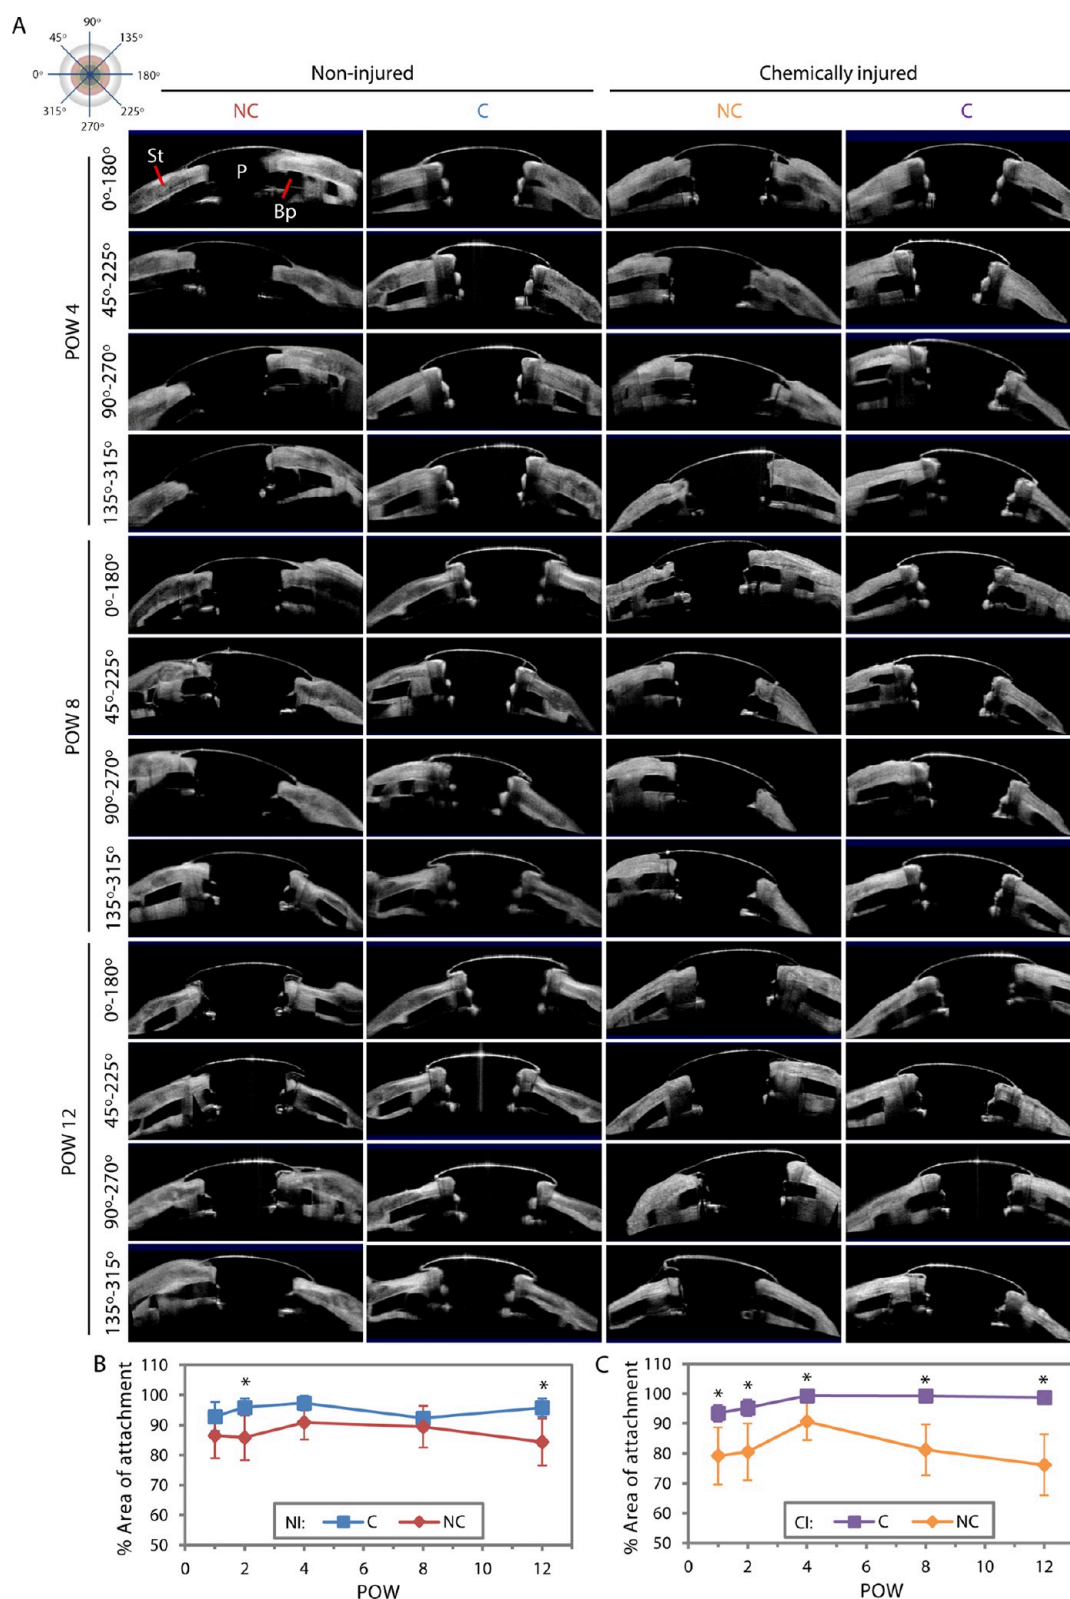 A
90°
45°
135°
0°
180°
315°
225°
270°
Non-injured
Chemically injured
NC
C
NC
C
POW 4
0°-180°
St
P
Bp
45°-225°
90°-270°
135°-315°
POW 8
0°-180°
45°-225°
90°-270°
135°-315°
POW 12
0°-180°
45°-225°
90°-270°
135°-315°
B
% Area of attachment
110
100
90
80
70
60
50
* *
NI: C NC
0 2 4 6 8 10 12
POW
C
% Area of attachment
110
100
90
80
70
60
50
* * * * *
CI: C NC
0 2 4 6 8 10 12
POW